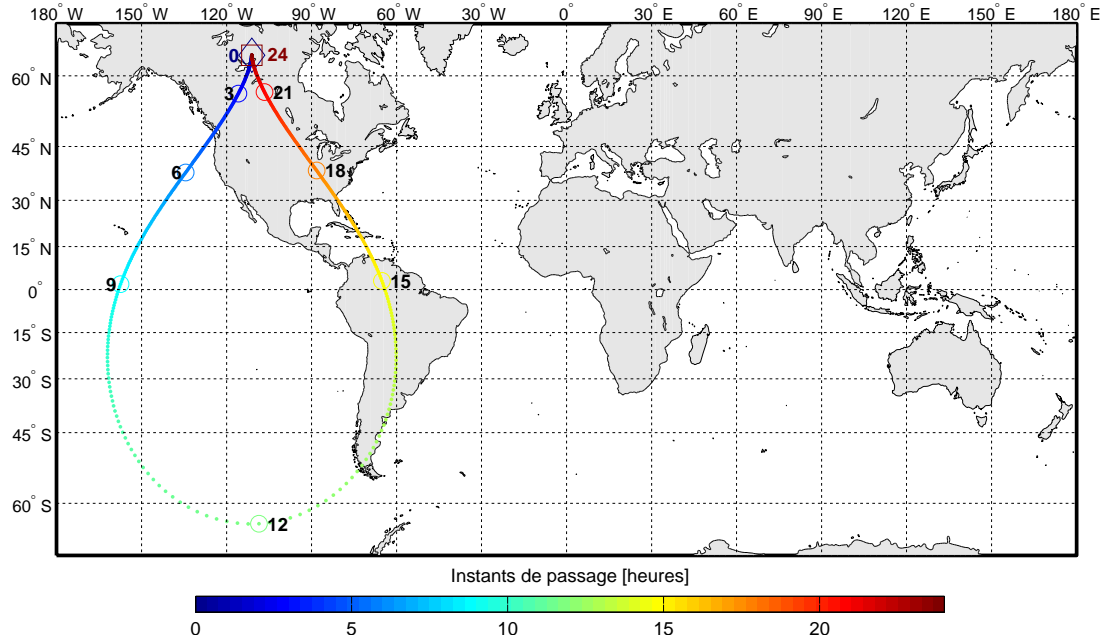 180° W 150° W 120° W 90° W 60° W 30° W 0° 30° E 60° E 90° E 120° E 150° E 180° E
0 24
60° N
3 21
45° N
6 18
30° N
15° N
9 15
0°
15° S
30° S
45° S
60° S
12
Instants de passage [heures]
0 5 10 15 20